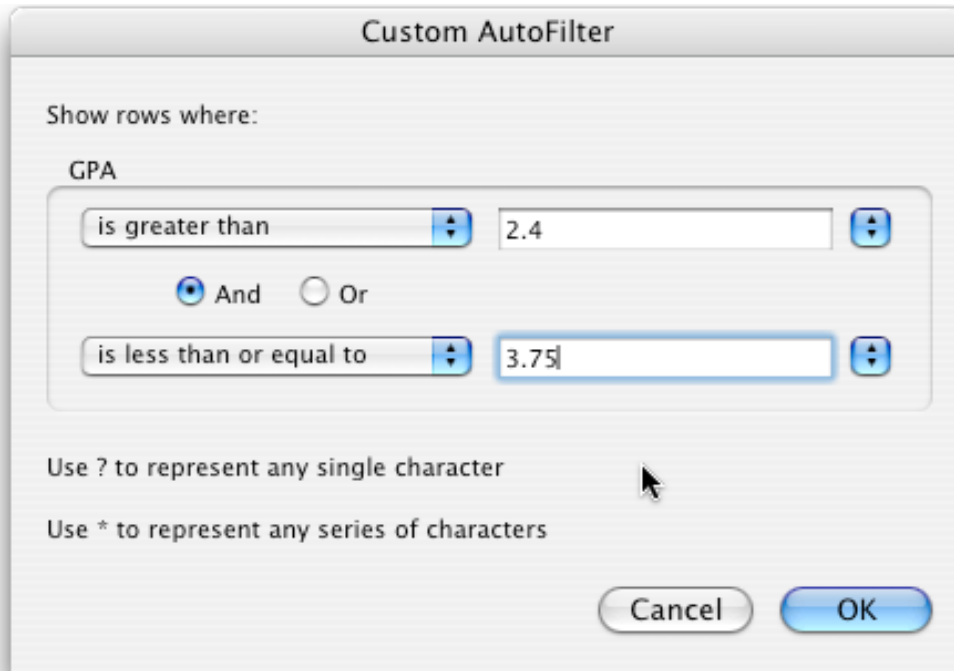 Custom AutoFilter
Show rows where:
GPA
is greater than 2.4
And Or
is less than or equal to 3.75
Use ? to represent any single character
Use * to represent any series of characters
Cancel OK